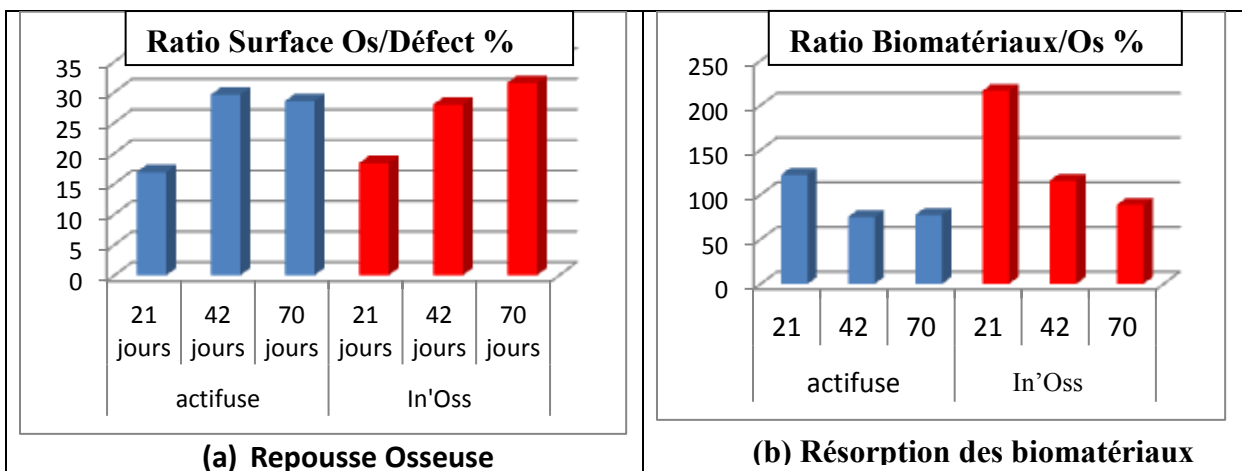 Ratio Surface Os/Défect %
35
30
25
20
15
10
5
0
21 jours
42 jours
70 jours
21 jours
42 jours
70 jours
actifuse
In'Oss
(a) Repousse Osseuse
Ratio Biomatériaux/Os %
250
200
150
100
50
0
21
42
70
21
42
70
actifuse
In’Oss
(b) Résorption des biomatériaux